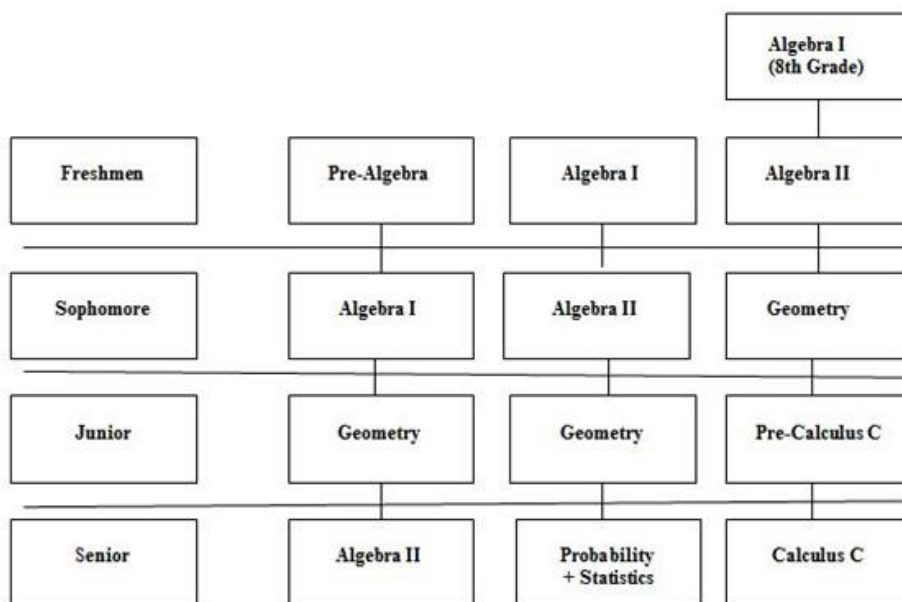 Algebra I
(8th Grade)
Freshmen
Pre-Algebra
Algebra I
Algebra II
Sophomore
Algebra I
Algebra II
Geometry
Junior
Geometry
Geometry
Pre-Calculus C
Senior
Algebra II
Probability
+ Statistics
Calculus C